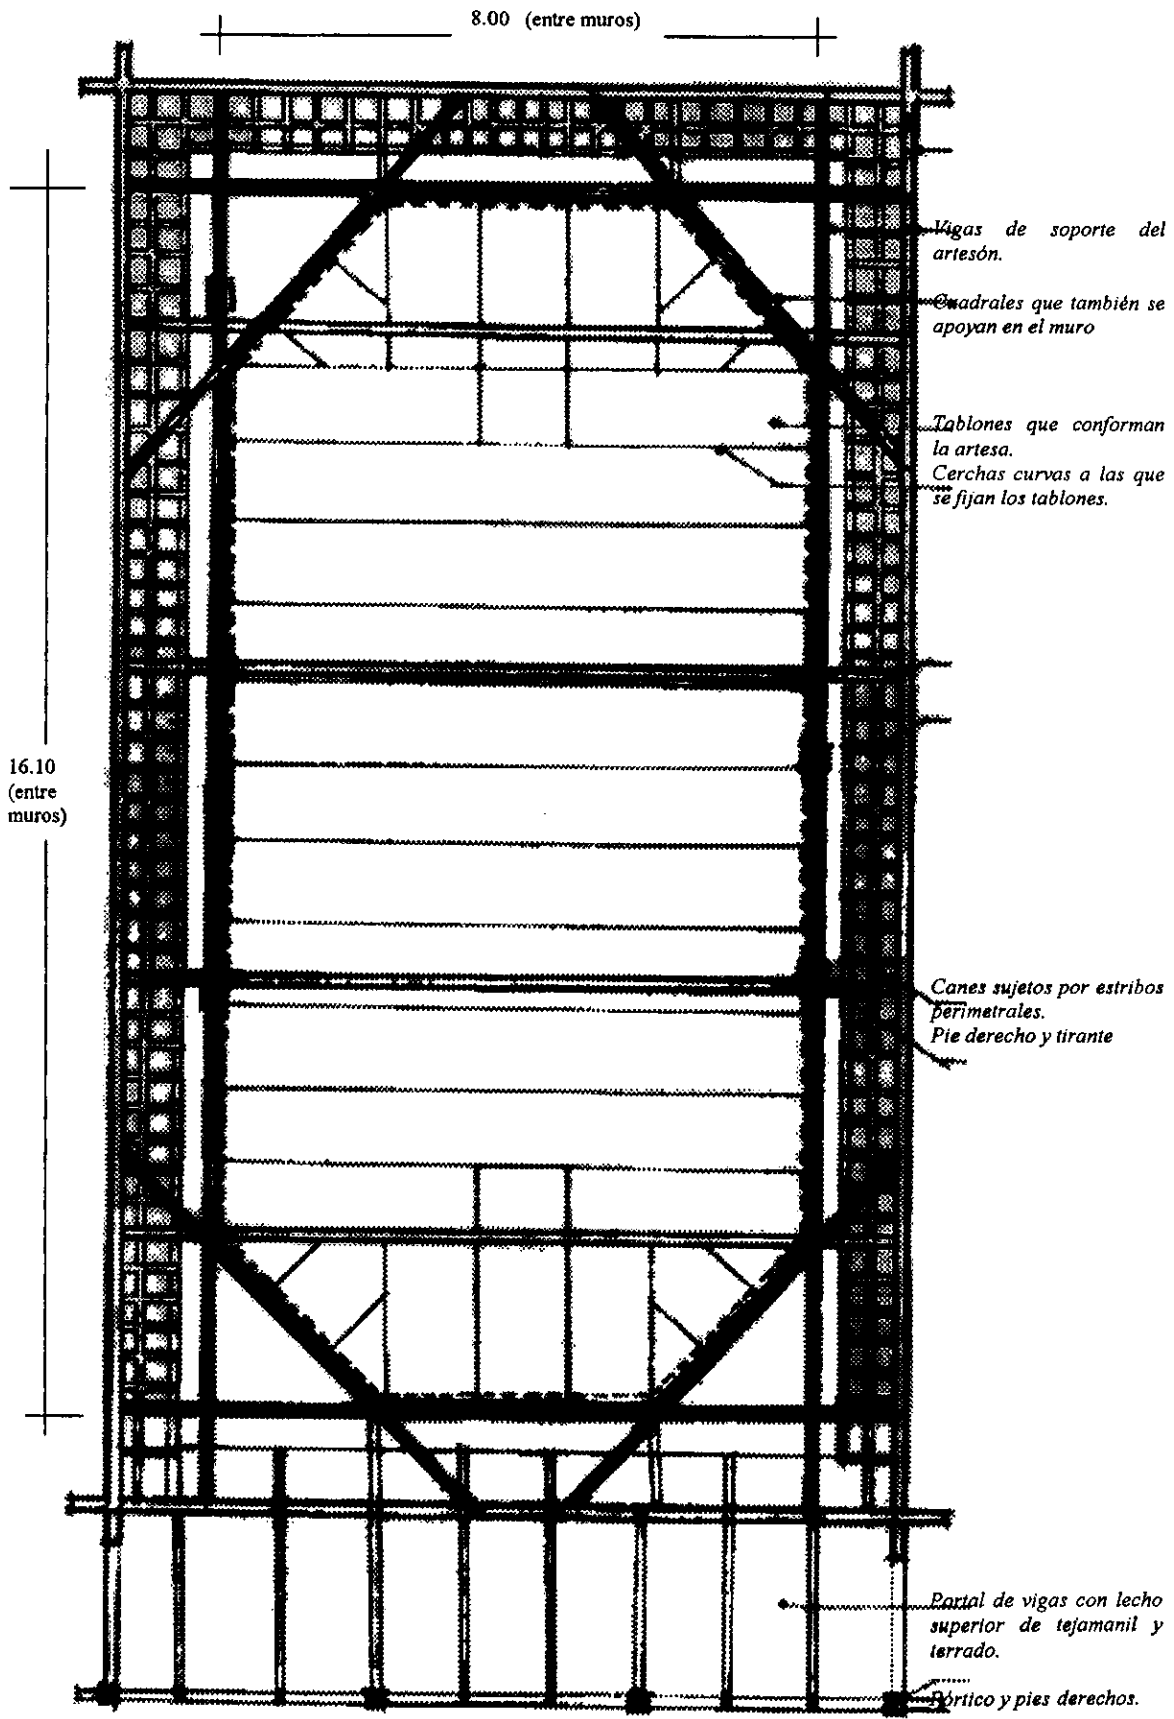 8.00 (entre muros)
Vigas de soporte del
artesón.
Cuadrales que también se
apoyan en el muro
Tablones que conforman
la artesa.
Cerchas curvas a las que
se fijan los tablones.
16.10
(entre
muros)
Canes sujetos por estribos
perimetrales.
Pie derecho y tirante
Portal de vigas con lecho
superior de tejamanil y
terrado.
Pórtico y pies derechos.